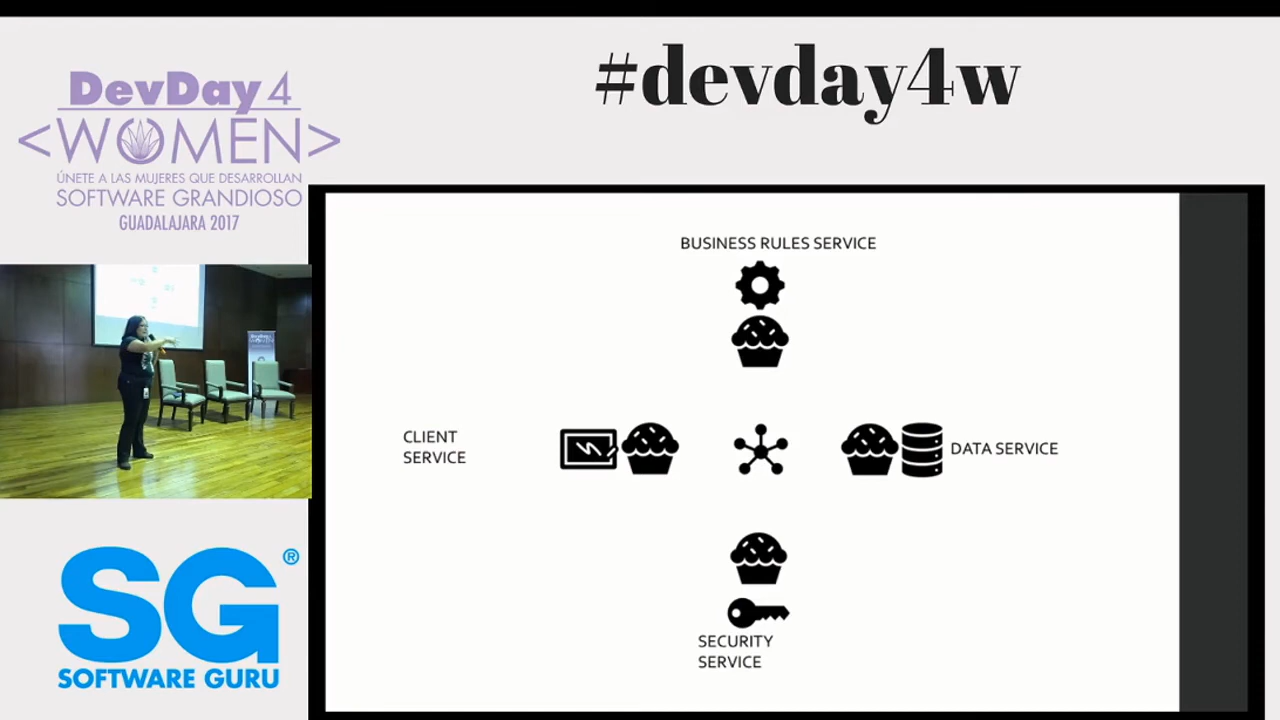 #devday4w
DevDay4
<WOMEN>
ÚNETE A LAS MUJERES QUE DESARROLLAN
SOFTWARE GRANDIOSO
GUADALAJARA 2017
BUSINESS RULES SERVICE
CLIENT
SERVICE
DATA SERVICE
SECURITY
SERVICE
SG®
SOFTWARE GURU